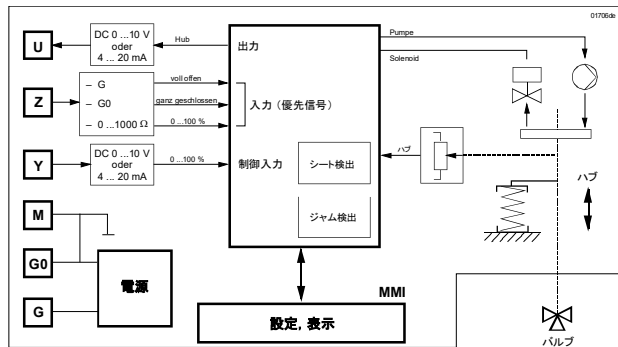 01706de
U
DC 0 ...10 V
oder
4 ... 20 mA
Hub
出力
Pumpe
Solenoid
Z
– G
– G0
– 0 ...1000 Ω
voll offen
ganz geschlossen
0 ...100 %
入力 (優先信号)
Y
DC 0 ...10 V
oder
4 ... 20 mA
0 ...100 %
制御入力
シート検出
ジャム検出
ハブ
ハブ
M
G0
G
電源
MMI
設定, 表示
バルブ